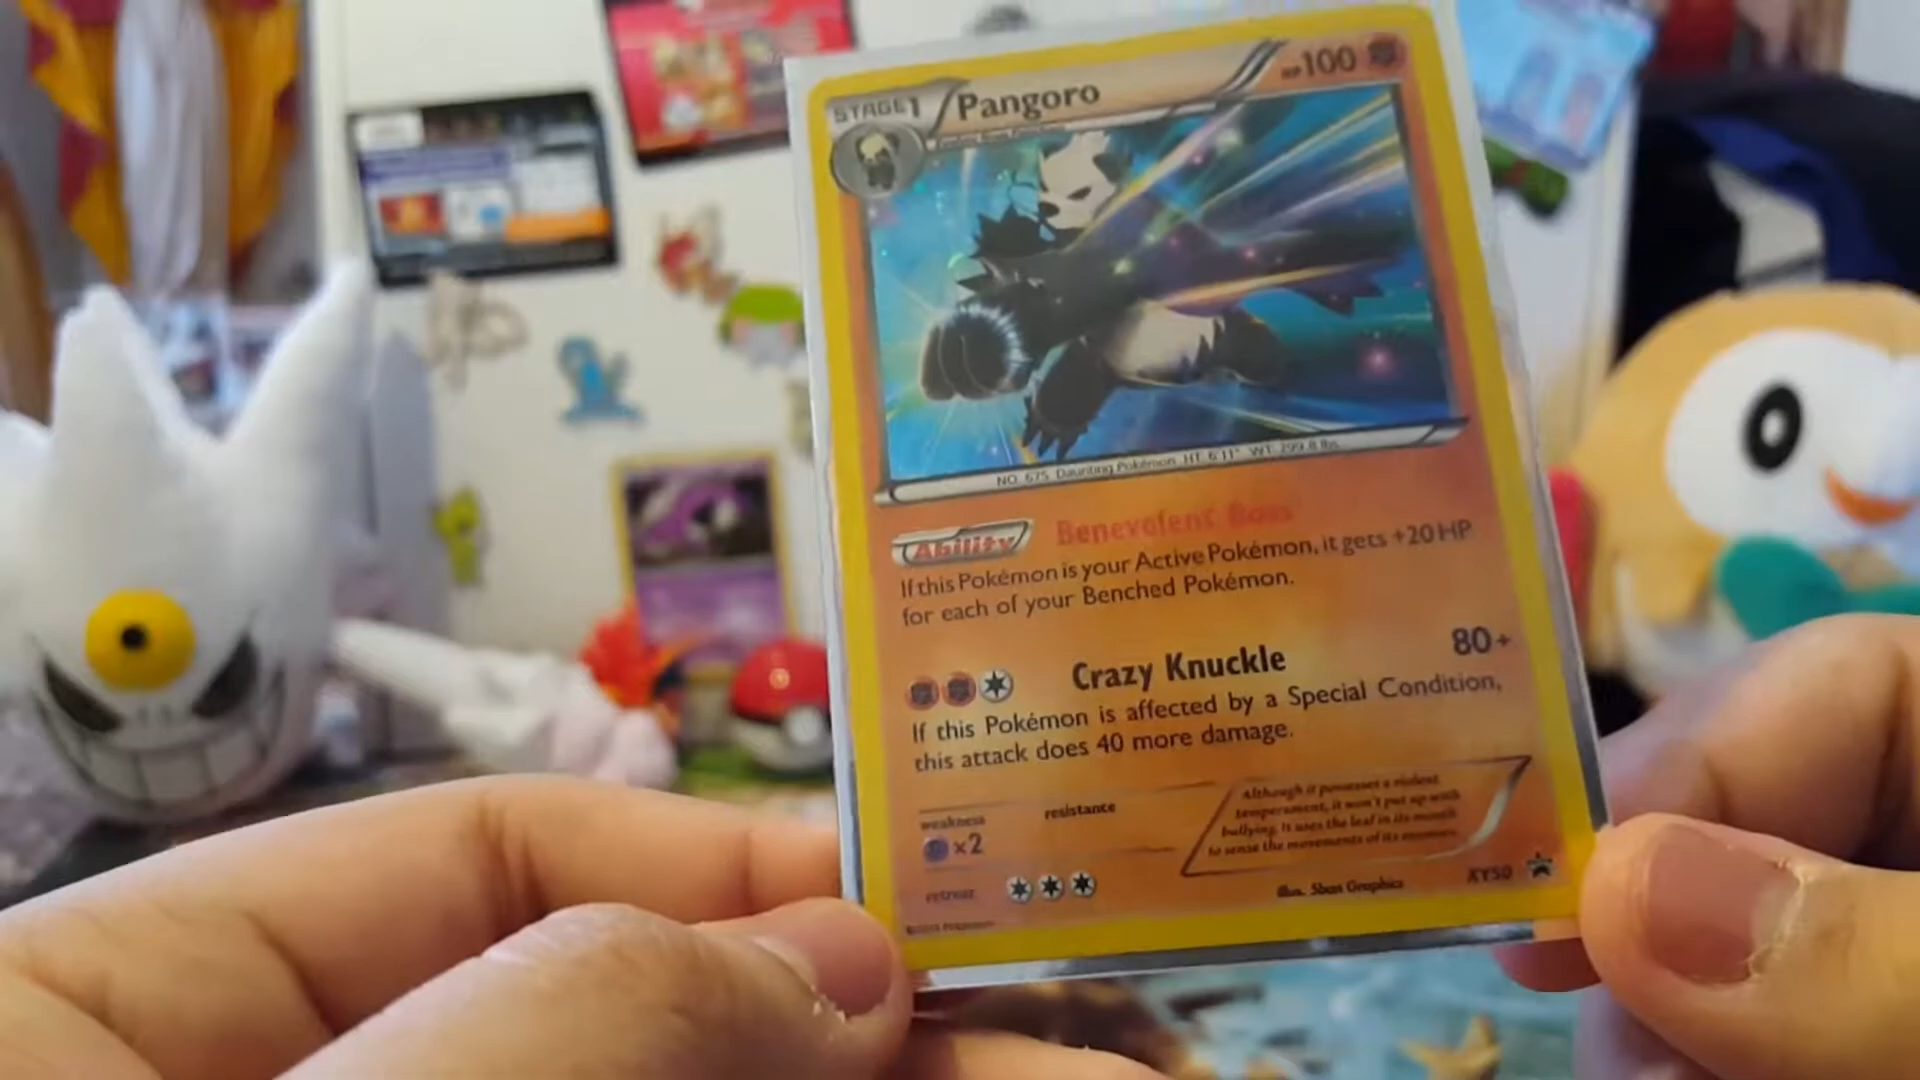 STAGE1 Pangoro HP100
NO. 675 Daunting Pokémon HT 6'11" WT 299.8 lbs.
Ability Benevolent Boss
If this Pokémon is your Active Pokémon, it gets +20 HP
for each of your Benched Pokémon.
Crazy Knuckle 80+
If this Pokémon is affected by a Special Condition,
this attack does 40 more damage.
weakness resistance
×2
retreat
Although it possesses a violent
temperament, it won't put up with
bullying. It uses the leaf in its mouth
to sense the movements of its enemies.
illus. 5ban Graphics XY50